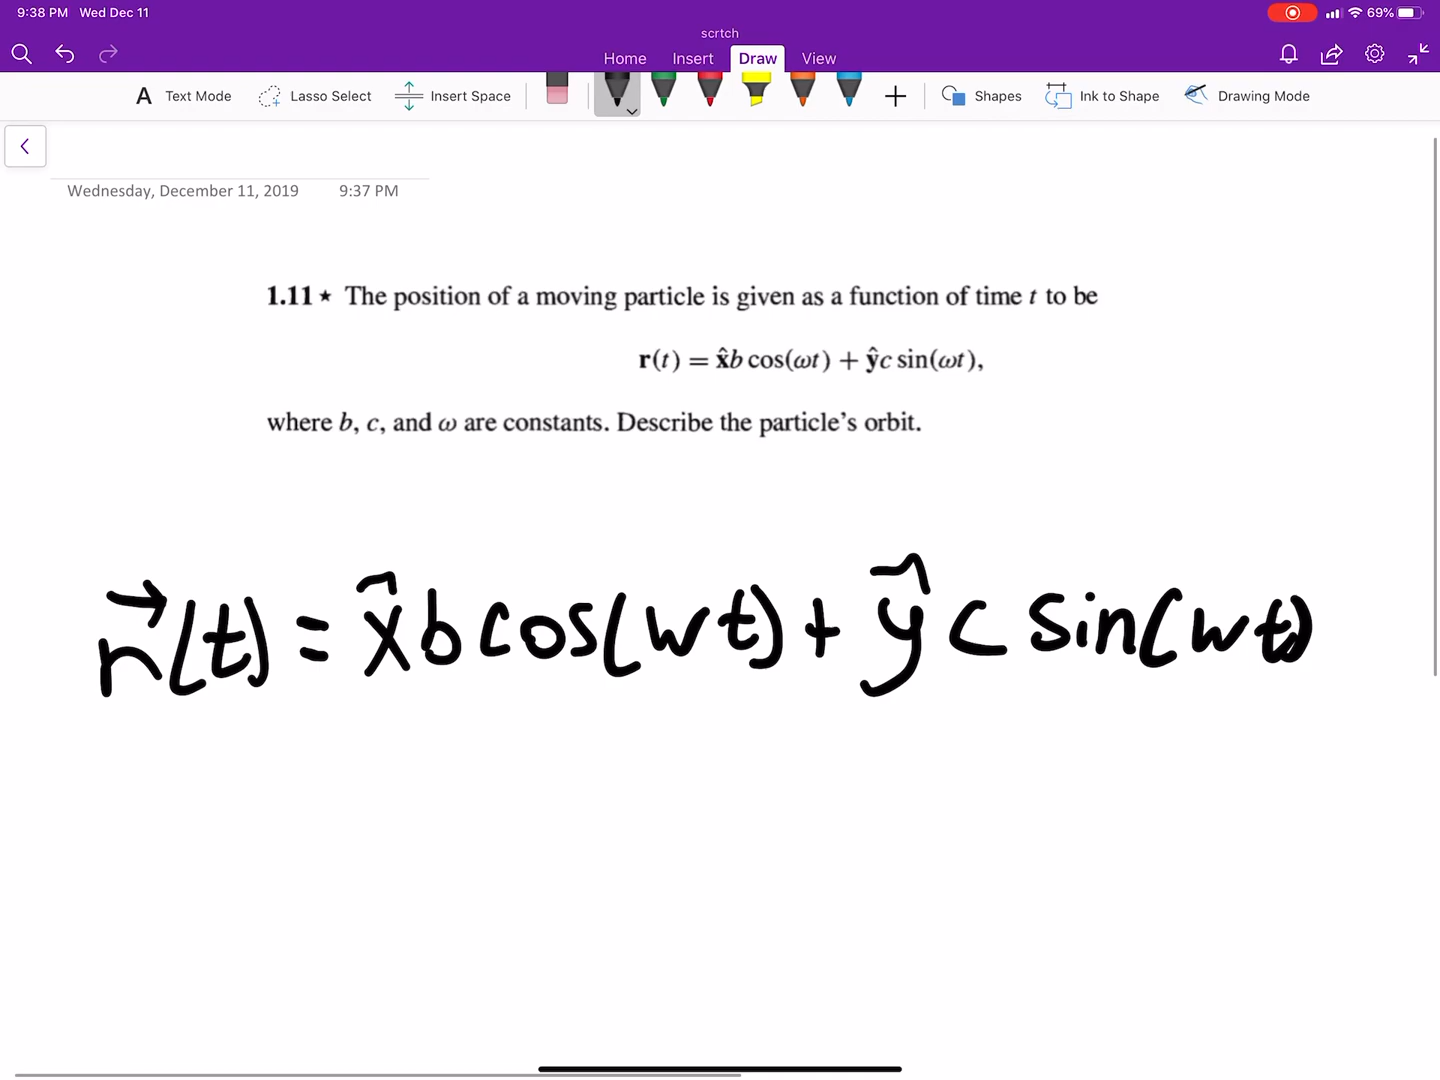 9:38 PM Wed Dec 11 69%
scrtch
Home Insert Draw View
A Text Mode Lasso Select Insert Space Shapes Ink to Shape Drawing Mode
Wednesday, December 11, 2019 9:37 PM
1.11 ⋆ The position of a moving particle is given as a function of time t to be
r(t) = x̂b cos(ωt) + ŷc sin(ωt),
where b, c, and ω are constants. Describe the particle's orbit.
r⃗(t) = x̂ b cos(wt) + ŷ c sin(wt)